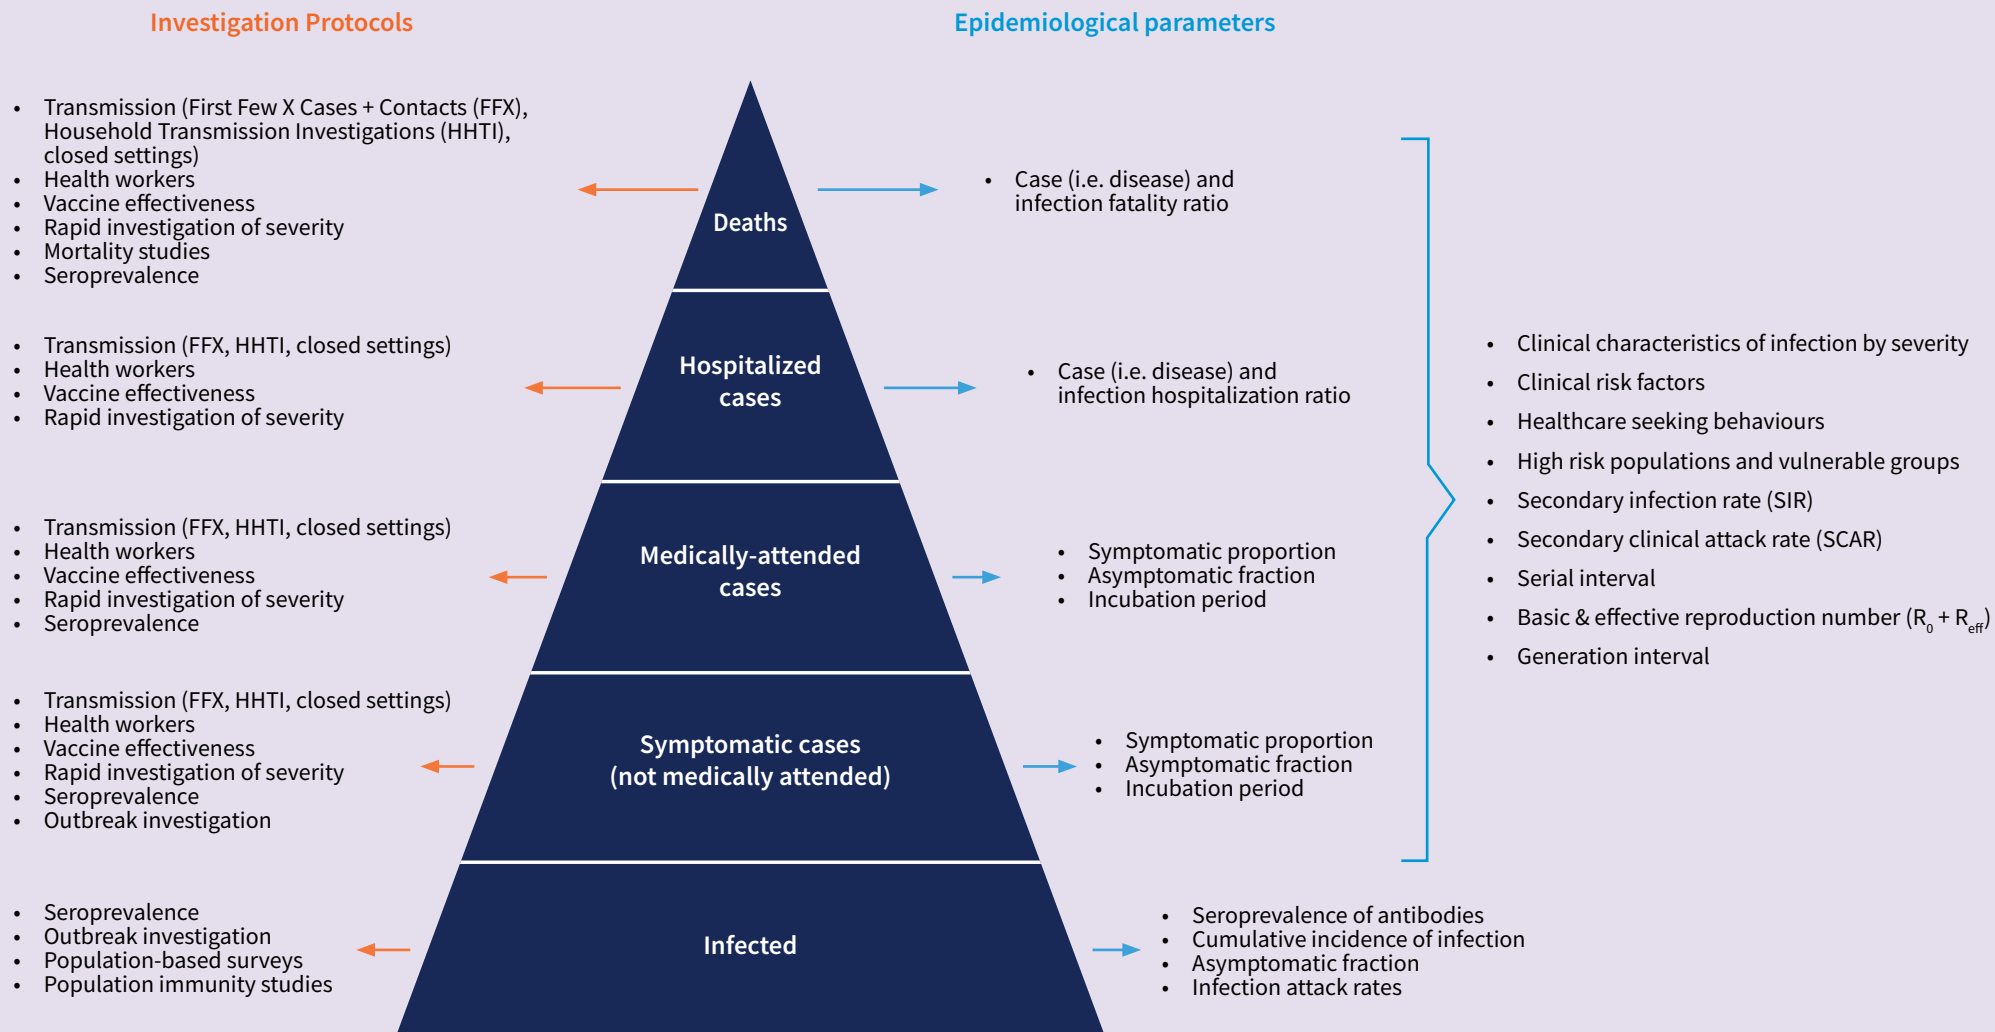 Investigation Protocols
Epidemiological parameters
• Transmission (First Few X Cases + Contacts (FFX),
Household Transmission Investigations (HHTI),
closed settings)
• Health workers
• Vaccine effectiveness
• Rapid investigation of severity
• Mortality studies
• Seroprevalence
Deaths
• Case (i.e. disease) and
infection fatality ratio
• Transmission (FFX, HHTI, closed settings)
• Health workers
• Vaccine effectiveness
• Rapid investigation of severity
Hospitalized
cases
• Case (i.e. disease) and
infection hospitalization ratio
• Transmission (FFX, HHTI, closed settings)
• Health workers
• Vaccine effectiveness
• Rapid investigation of severity
• Seroprevalence
Medically-attended
cases
• Symptomatic proportion
• Asymptomatic fraction
• Incubation period
• Transmission (FFX, HHTI, closed settings)
• Health workers
• Vaccine effectiveness
• Rapid investigation of severity
• Seroprevalence
• Outbreak investigation
Symptomatic cases
(not medically attended)
• Symptomatic proportion
• Asymptomatic fraction
• Incubation period
• Seroprevalence
• Outbreak investigation
• Population-based surveys
• Population immunity studies
Infected
• Seroprevalence of antibodies
• Cumulative incidence of infection
• Asymptomatic fraction
• Infection attack rates
• Clinical characteristics of infection by severity
• Clinical risk factors
• Healthcare seeking behaviours
• High risk populations and vulnerable groups
• Secondary infection rate (SIR)
• Secondary clinical attack rate (SCAR)
• Serial interval
• Basic & effective reproduction number (R0 + Reff)
• Generation interval